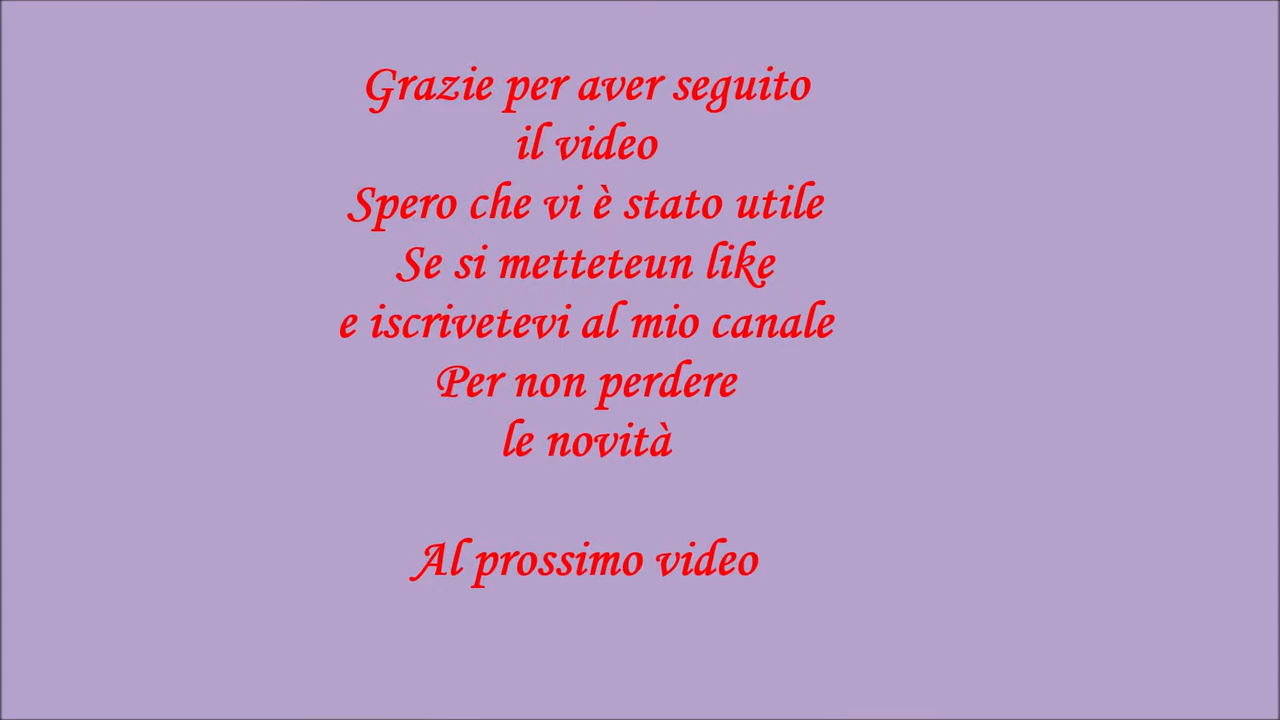 Grazie per aver seguito
il video
Spero che vi è stato utile
Se si metteteun like
e iscrivetevi al mio canale
Per non perdere
le novità
Al prossimo video